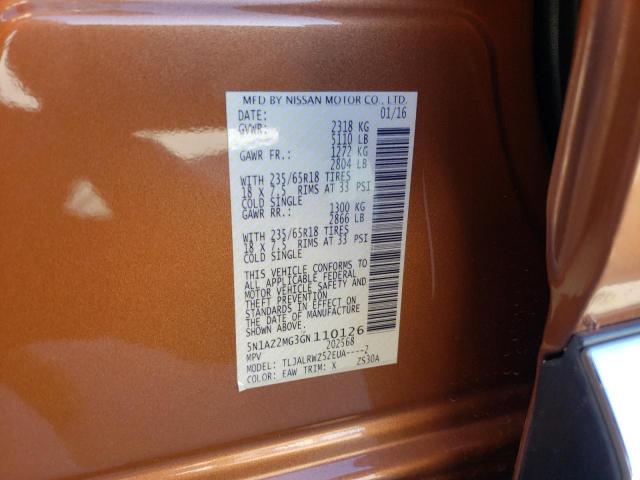 MFD BY NISSAN MOTOR CO., LTD.
DATE: 01/16
GVWR: 2318 KG
5110 LB
GAWR FR.: 1272 KG
2804 LB
WITH 235/65R18 TIRES
18 X 7.5 RIMS AT 33 PSI
COLD SINGLE
GAWR RR.: 1300 KG
2866 LB
WITH 235/65R18 TIRES
18 X 7.5 RIMS AT 33 PSI
COLD SINGLE
THIS VEHICLE CONFORMS TO
ALL APPLICABLE FEDERAL
MOTOR VEHICLE SAFETY AND
THEFT PREVENTION
STANDARDS IN EFFECT ON
THE DATE OF MANUFACTURE
SHOWN ABOVE.
5N1AZ2MG3GN110126
MPV 202568
MODEL: TLJALRWZ52EUA----2
COLOR: EAW TRIM: X ZS30A